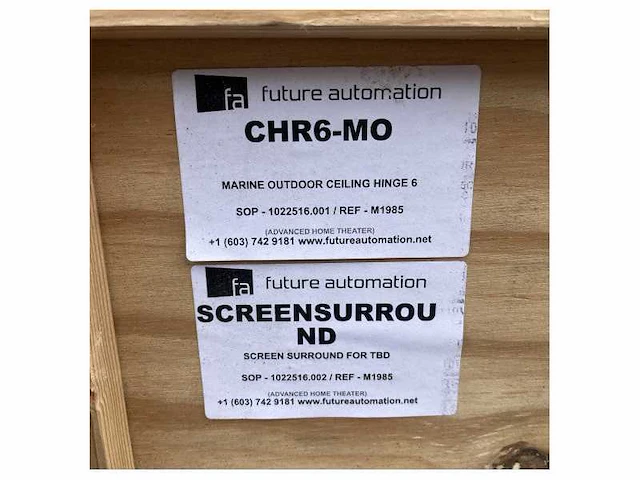 fa future automation
CHR6-MO
MARINE OUTDOOR CEILING HINGE 6
SOP - 1022516.001 / REF - M1985
(ADVANCED HOME THEATER)
+1 (603) 742 9181 www.futureautomation.net
fa future automation
SCREENSURROU
ND
SCREEN SURROUND FOR TBD
SOP - 1022516.002 / REF - M1985
(ADVANCED HOME THEATER)
+1 (603) 742 9181 www.futureautomation.net